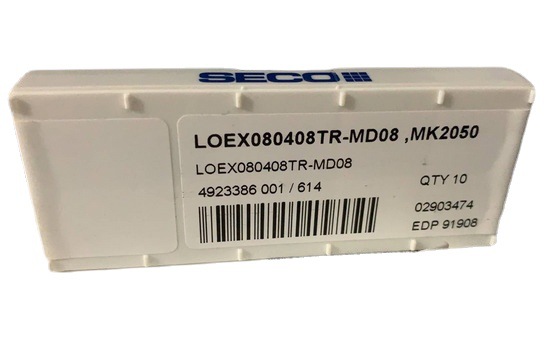 SECO
LOEX080408TR-MD08 ,MK2050
LOEX080408TR-MD08
4923386 001 / 614
QTY 10
02903474
EDP 91908